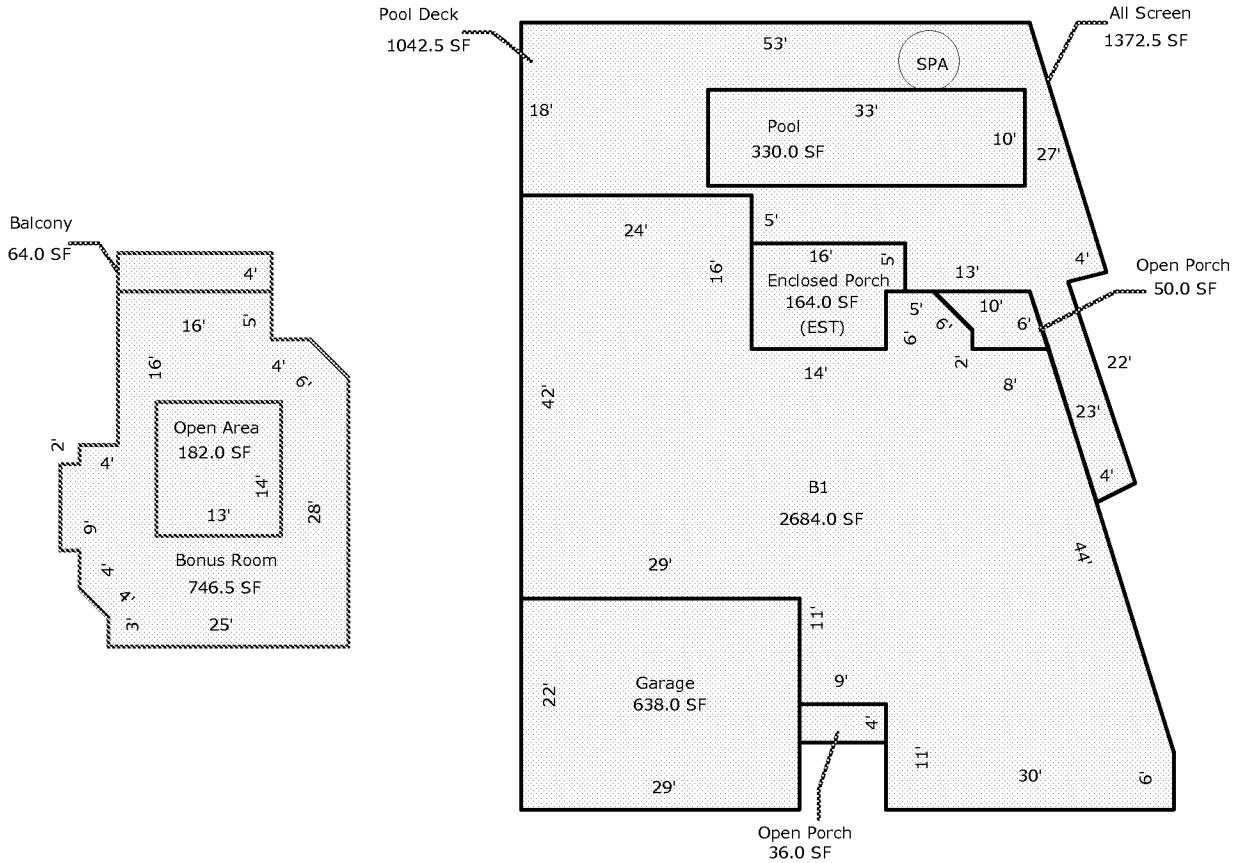 Pool Deck
1042.5 SF
All Screen
1372.5 SF
53'
SPA
18'
33'
Pool
330.0 SF
10'
27'
Balcony
64.0 SF
4'
24'
5'
16'
16'
5'
13'
4'
Enclosed Porch
164.0 SF
(EST)
Open Porch
50.0 SF
5'
10'
6'
6'
6'
2'
14'
8'
22'
23'
4'
42'
16'
5'
16'
4'
6'
Open Area
182.0 SF
14'
13'
28'
2'
4'
9'
4'
4'
3'
Bonus Room
746.5 SF
25'
B1
2684.0 SF
44'
29'
11'
9'
4'
Garage
638.0 SF
22'
29'
11'
30'
6'
Open Porch
36.0 SF